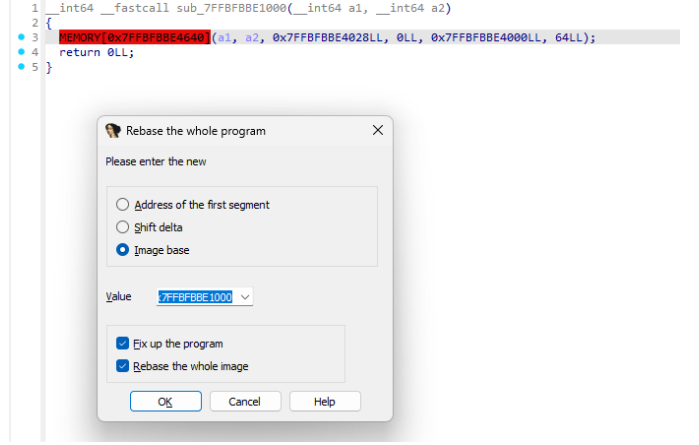 1 __int64 __fastcall sub_7FFBFBBE1000(__int64 a1, __int64 a2)
2 {
3 MEMORY[0x7FFBFBBE4640](a1, a2, 0x7FFBFBBE4028LL, 0LL, 0x7FFBFBBE4000LL, 64LL);
4 return 0LL;
5 }
Rebase the whole program
Please enter the new
Address of the first segment
Shift delta
Image base
Value :7FFBFBBE1000
Fix up the program
Rebase the whole image
OK Cancel Help